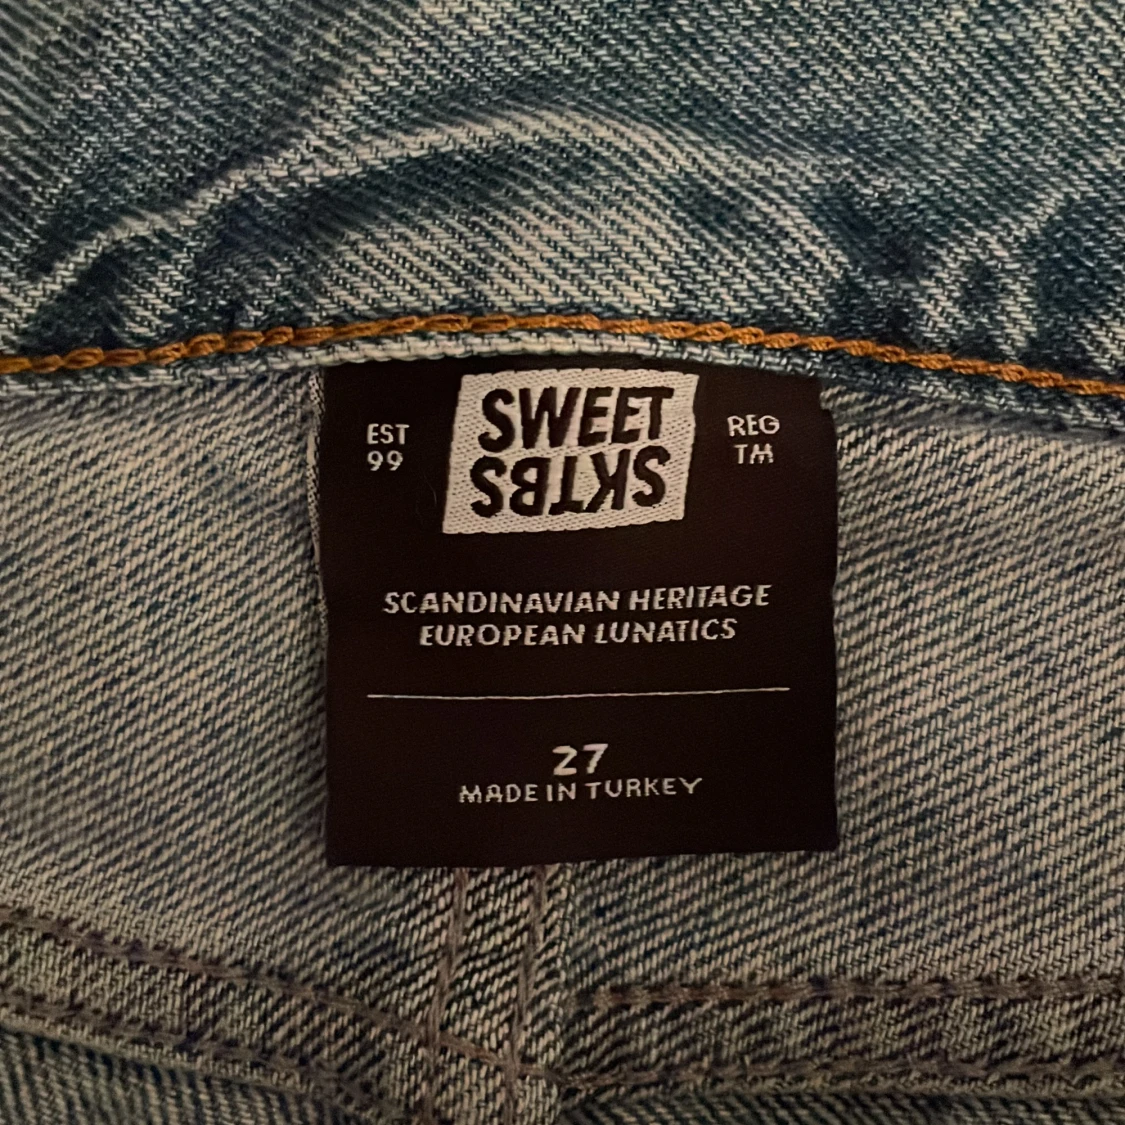 SWEET
SKTBS
EST
99
REG
TM
SCANDINAVIAN HERITAGE
EUROPEAN LUNATICS
27
MADE IN TURKEY